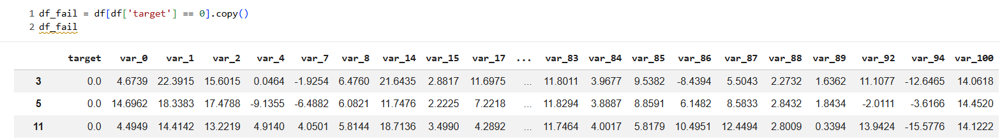 1 df_fail = df[df['target'] == 0].copy()
2 df_fail
target var_0 var_1 var_2 var_4 var_7 var_8 var_14 var_15 var_17 ... var_83 var_84 var_85 var_86 var_87 var_88 var_89 var_92 var_94 var_100
3 0.0 4.6739 22.3915 15.6015 0.0464 -1.9254 6.4760 21.6435 2.8817 11.6975 ... 11.8011 3.9677 9.5382 -8.4394 5.5043 2.2732 1.6362 11.1077 -12.6465 14.0618
5 0.0 14.6962 18.3383 17.4788 -9.1355 -6.4882 6.0821 11.7476 2.2225 7.2218 ... 11.8294 3.8887 8.8591 6.1482 8.5833 2.8432 1.8434 -2.0111 -3.6166 14.4520
11 0.0 4.4949 14.4142 13.2219 4.9140 4.0501 5.8144 18.7136 3.4990 4.2892 ... 11.7464 4.0017 5.8179 10.4951 12.4494 2.8009 0.3394 13.9424 -15.5776 14.1222